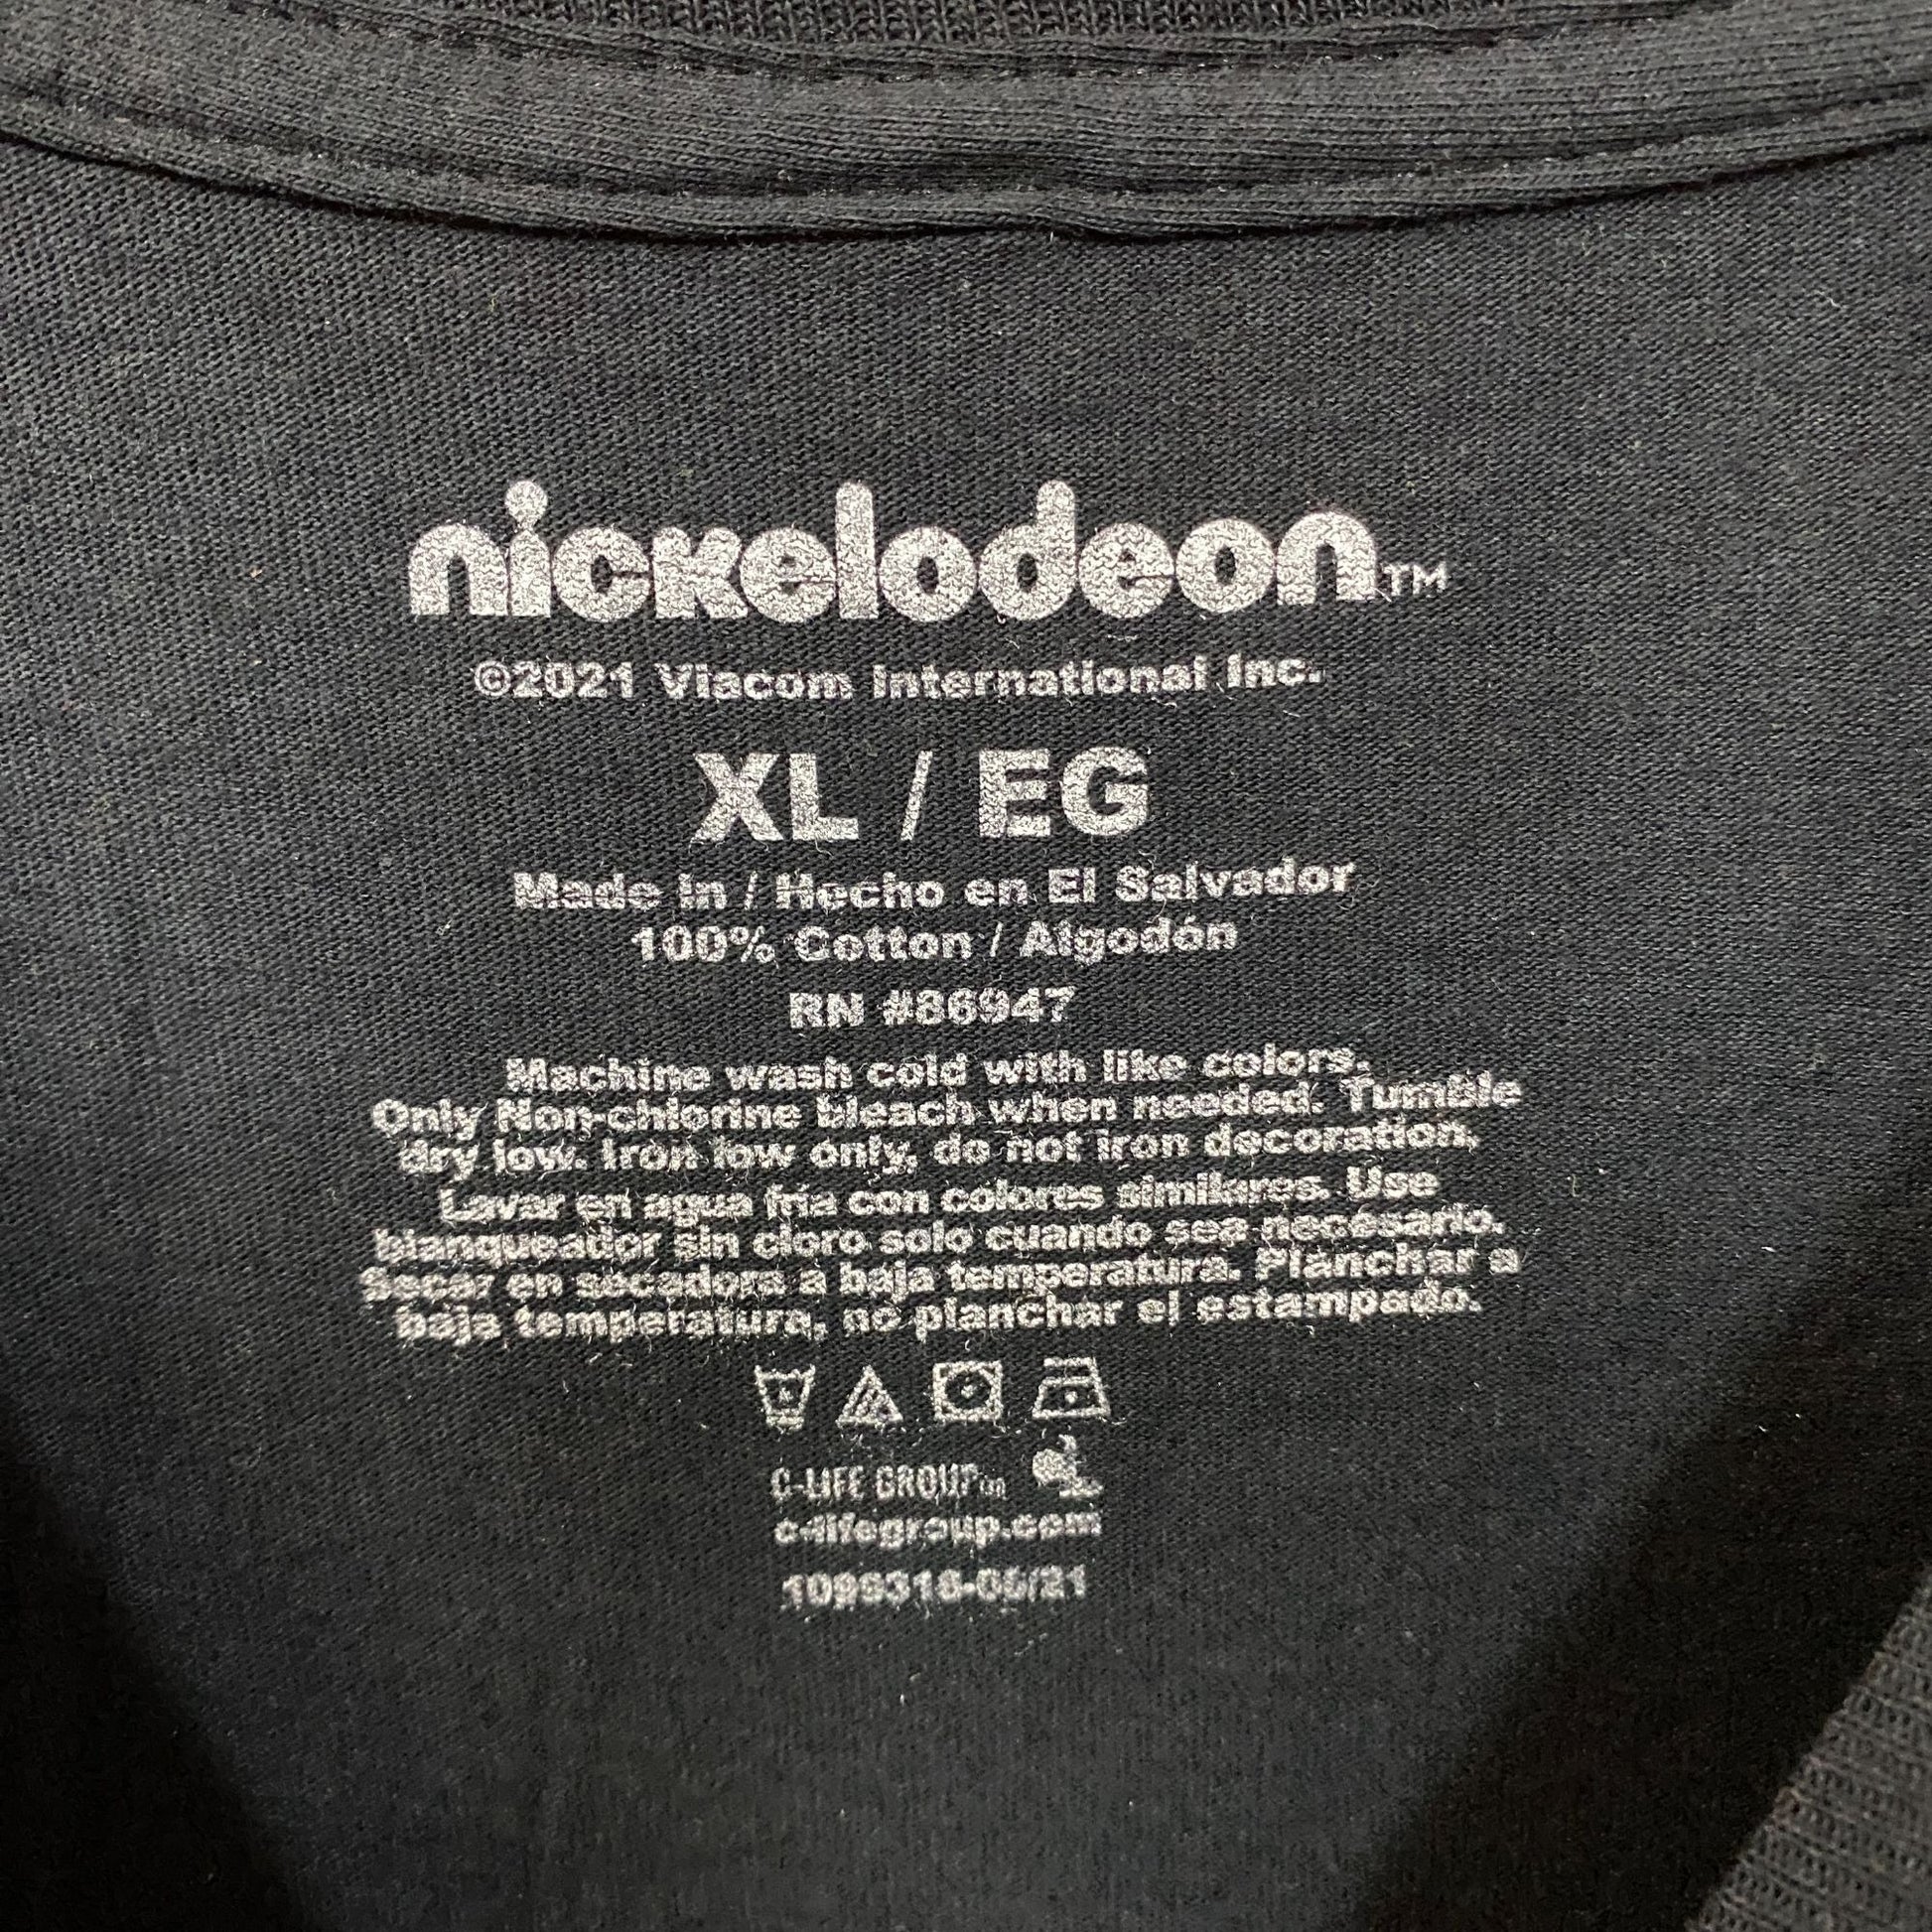 nickelodeon™
©2021 Viacom International Inc.
XL / EG
Made in / Hecho en El Salvador
100% Cotton / Algodón
RN #86947
Machine wash cold with like colors.
Only Non-chlorine bleach when needed. Tumble
dry low. Iron low only, do not iron decoration.
Lavar en agua fría con colores similares. Use
blanqueador sin cloro solo cuando sea necesario.
Secar en secadora a baja temperatura. Planchar a
baja temperatura, no planchar el estampado.
C-LIFE GROUP
c-lifegroup.com